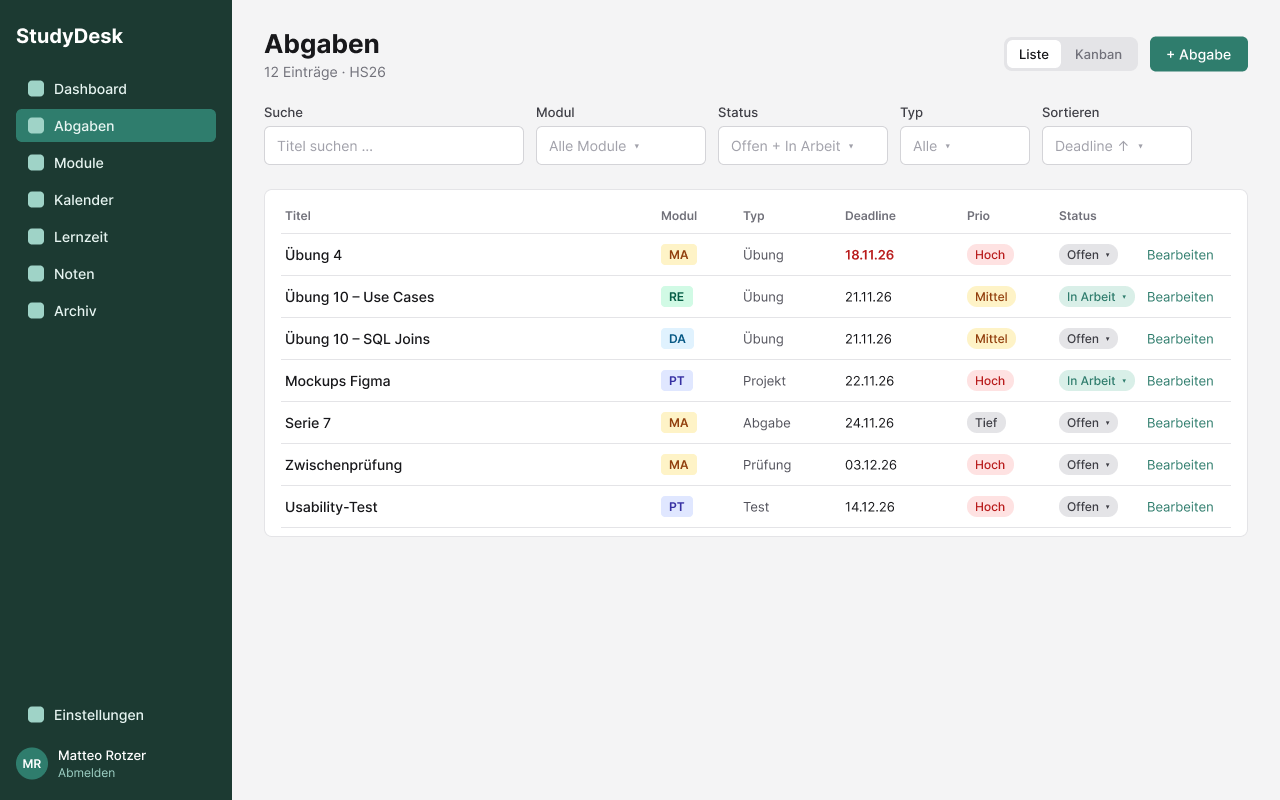 StudyDesk
Dashboard
Abgaben
Module
Kalender
Lernzeit
Noten
Archiv
Einstellungen
MR
Matteo Rotzer
Abmelden
Abgaben
12 Einträge · HS26
Liste Kanban
+ Abgabe
Suche Modul Status Typ Sortieren
Titel suchen ... Alle Module ▾ Offen + In Arbeit ▾ Alle ▾ Deadline ↑ ▾
Titel Modul Typ Deadline Prio Status
Übung 4 MA Übung 18.11.26 Hoch Offen ▾ Bearbeiten
Übung 10 – Use Cases RE Übung 21.11.26 Mittel In Arbeit ▾ Bearbeiten
Übung 10 – SQL Joins DA Übung 21.11.26 Mittel Offen ▾ Bearbeiten
Mockups Figma PT Projekt 22.11.26 Hoch In Arbeit ▾ Bearbeiten
Serie 7 MA Abgabe 24.11.26 Tief Offen ▾ Bearbeiten
Zwischenprüfung MA Prüfung 03.12.26 Hoch Offen ▾ Bearbeiten
Usability-Test PT Test 14.12.26 Hoch Offen ▾ Bearbeiten